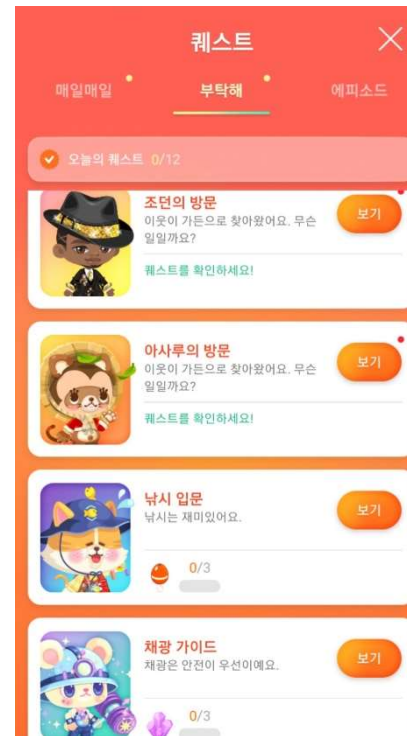 퀘스트
매일매일
부탁해
에피소드
오늘의 퀘스트 0/12
조던의 방문
이웃이 가든으로 찾아왔어요. 무슨
일일까요?
보기
퀘스트를 확인하세요!
아사루의 방문
이웃이 가든으로 찾아왔어요. 무슨
일일까요?
보기
퀘스트를 확인하세요!
낚시 입문
낚시는 재미있어요.
보기
0/3
채광 가이드
채광은 안전이 우선이예요.
보기
0/3